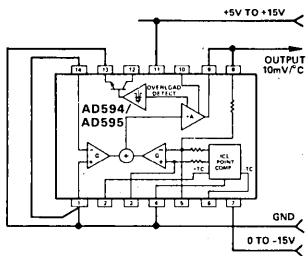 +5V TO +15V
14 13 12 11 10 9 8
OUTPUT
10mV/°C
OVERLOAD
DETECT
AD594/
AD595
-A
G
G
ICE
POINT
COMP
-TC
+TC
1 2 3 4 5 6 7
GND
0 TO -15V